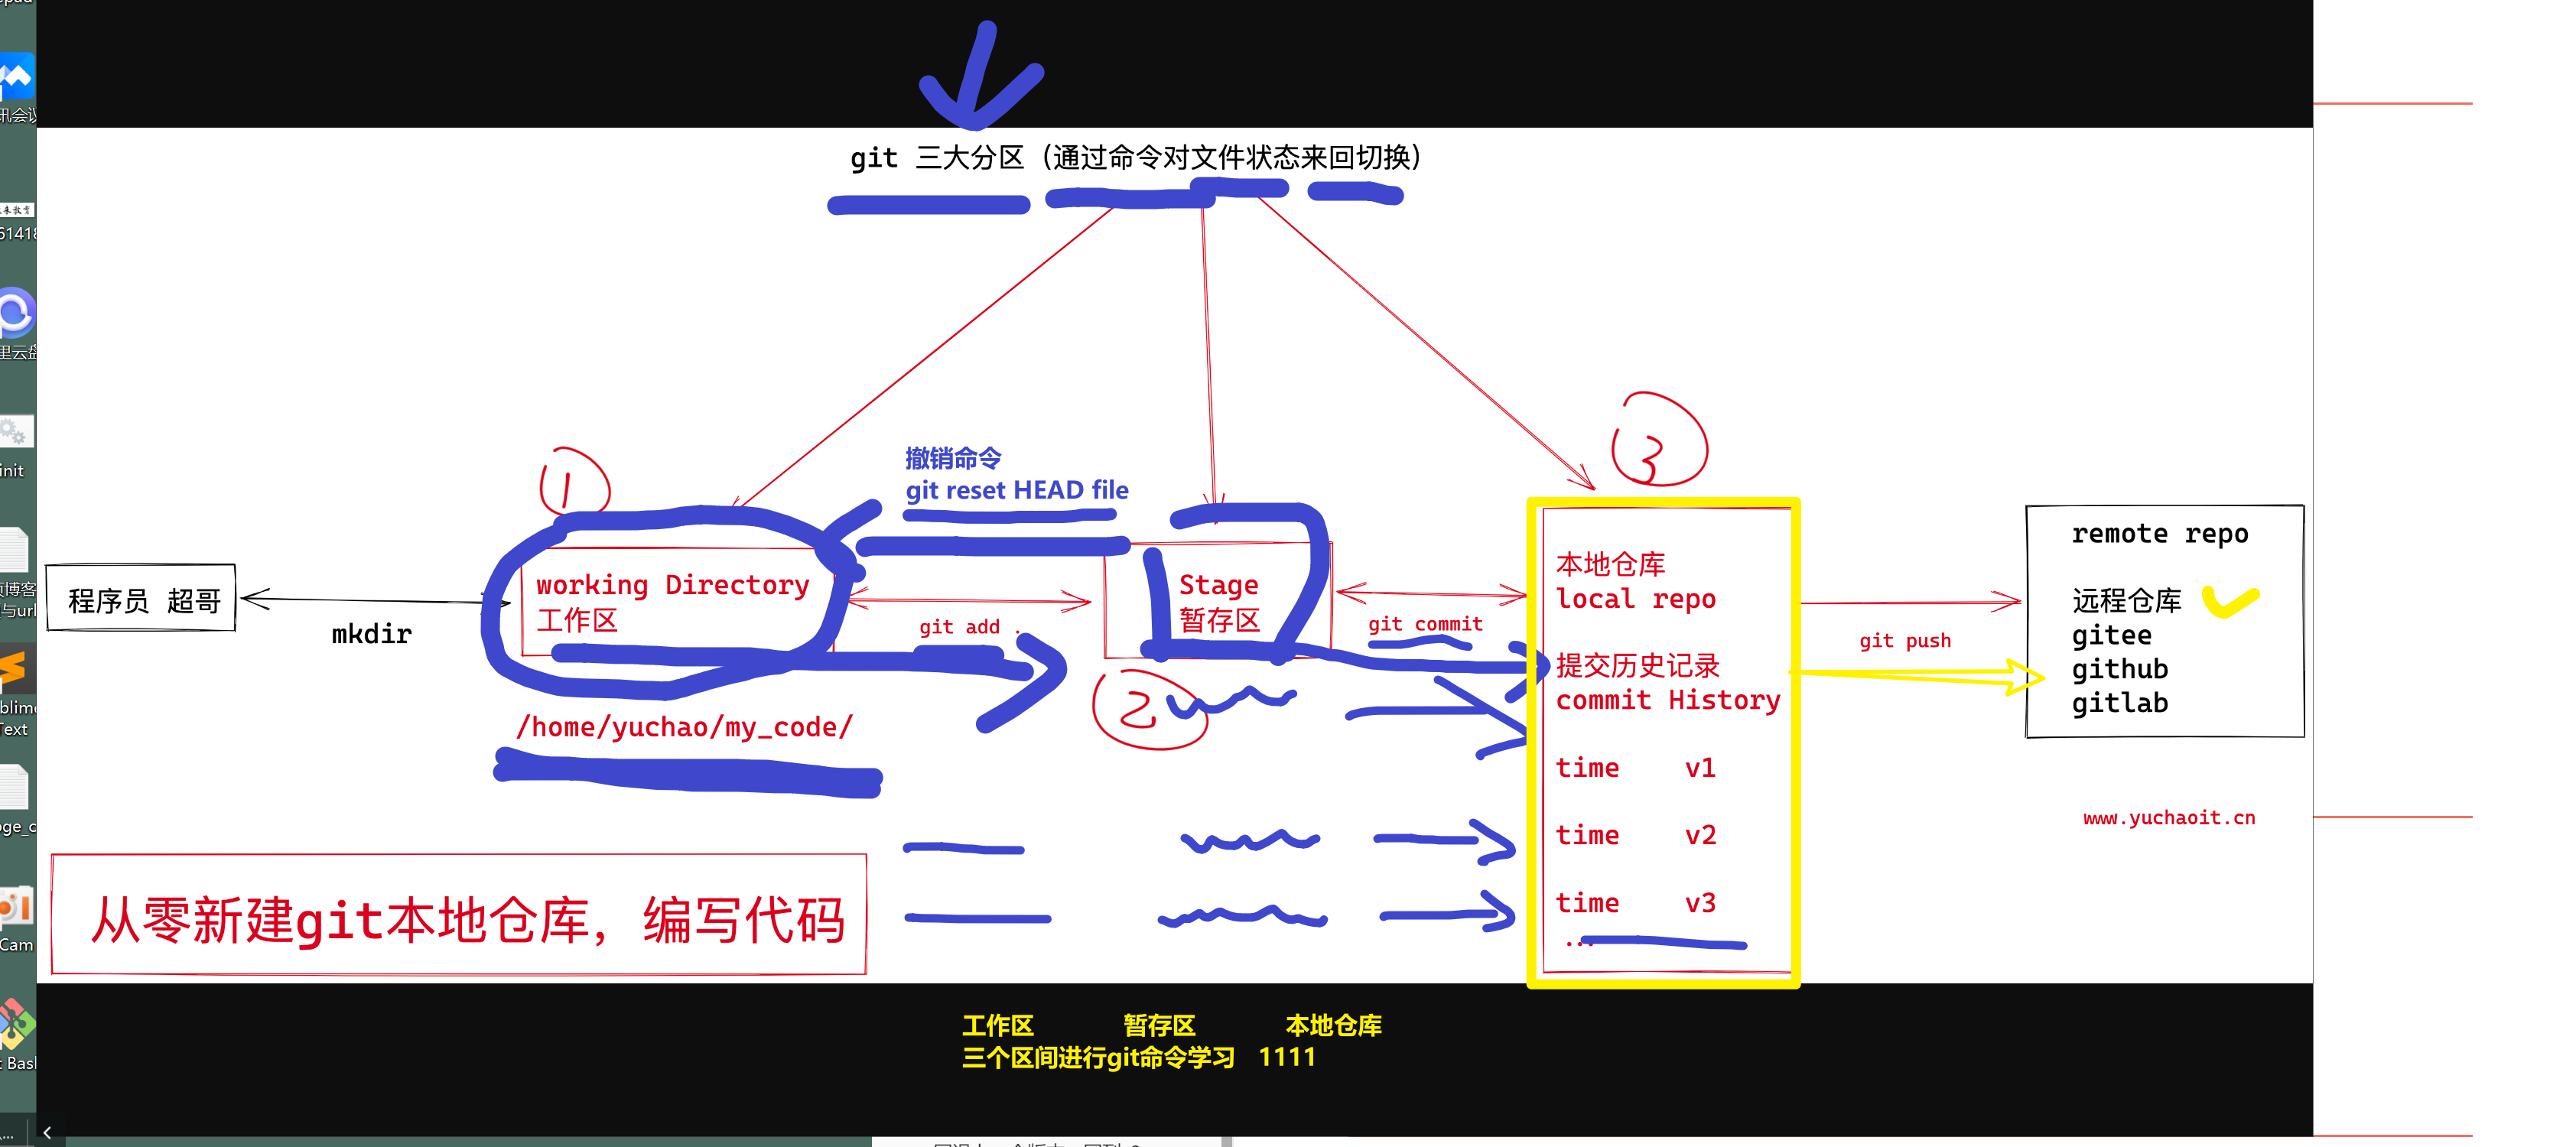 git 三大分区（通过命令对文件状态来回切换）
1
3
撤销命令
git reset HEAD file
程序员 超哥
mkdir
working Directory
工作区
git add .
Stage
暂存区
git commit
2
/home/yuchao/my_code/
本地仓库
local repo
提交历史记录
commit History
time v1
time v2
time v3
...
git push
remote repo
远程仓库
gitee
github
gitlab
www.yuchaoit.cn
从零新建git本地仓库，编写代码
工作区 暂存区 本地仓库
三个区间进行git命令学习 1111
init
Text
Cam